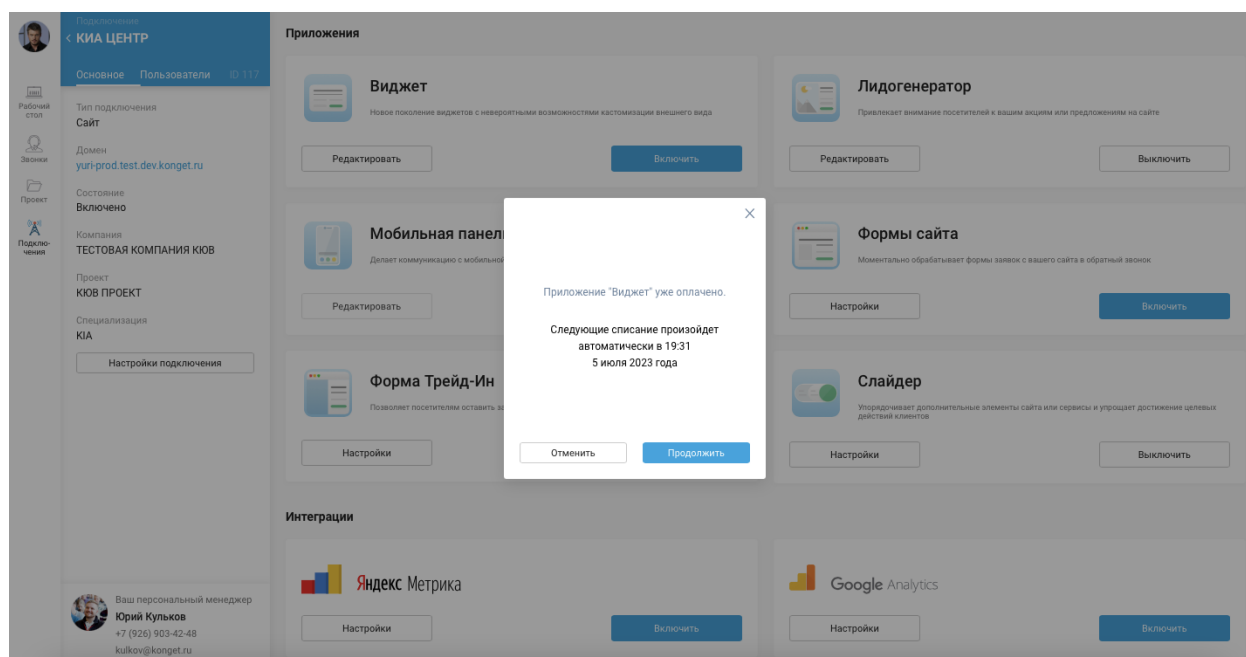 Подключение
КИА ЦЕНТР
Основное Пользователи ID 117
Рабочий
стол
Звонки
Проект
Подклю-
чения
Тип подключения
Сайт
Домен
yuri-prod.test.dev.konget.ru
Состояние
Включено
Компания
ТЕСТОВАЯ КОМПАНИЯ КЮВ
Проект
КЮВ ПРОЕКТ
Специализация
KIA
Настройки подключения
Ваш персональный менеджер
Юрий Кульков
+7 (926) 903-42-48
kulkov@konget.ru
Приложения
Виджет
Новое поколение виджетов с невероятными возможностями кастомизации внешнего вида
Редактировать Включить
Лидогенератор
Привлекает внимание посетителей к вашим акциям или предложениям на сайте
Редактировать Выключить
Мобильная панель
Делает коммуникацию с мобильной
Редактировать
Формы сайта
Моментально обрабатывает формы заявок с вашего сайта в обратный звонок
Настройки Включить
Форма Трейд-Ин
Позволяет посетителям оставить
Настройки
Слайдер
Упорядочивает дополнительные элементы сайта или сервисы и упрощает достижение целевых
действий клиентов
Настройки Выключить
Приложение "Виджет" уже оплачено.
Следующие списание произойдет
автоматически в 19:31
5 июля 2023 года
Отменить Продолжить
Интеграции
Яндекс Метрика
Настройки Включить
Google Analytics
Настройки Включить